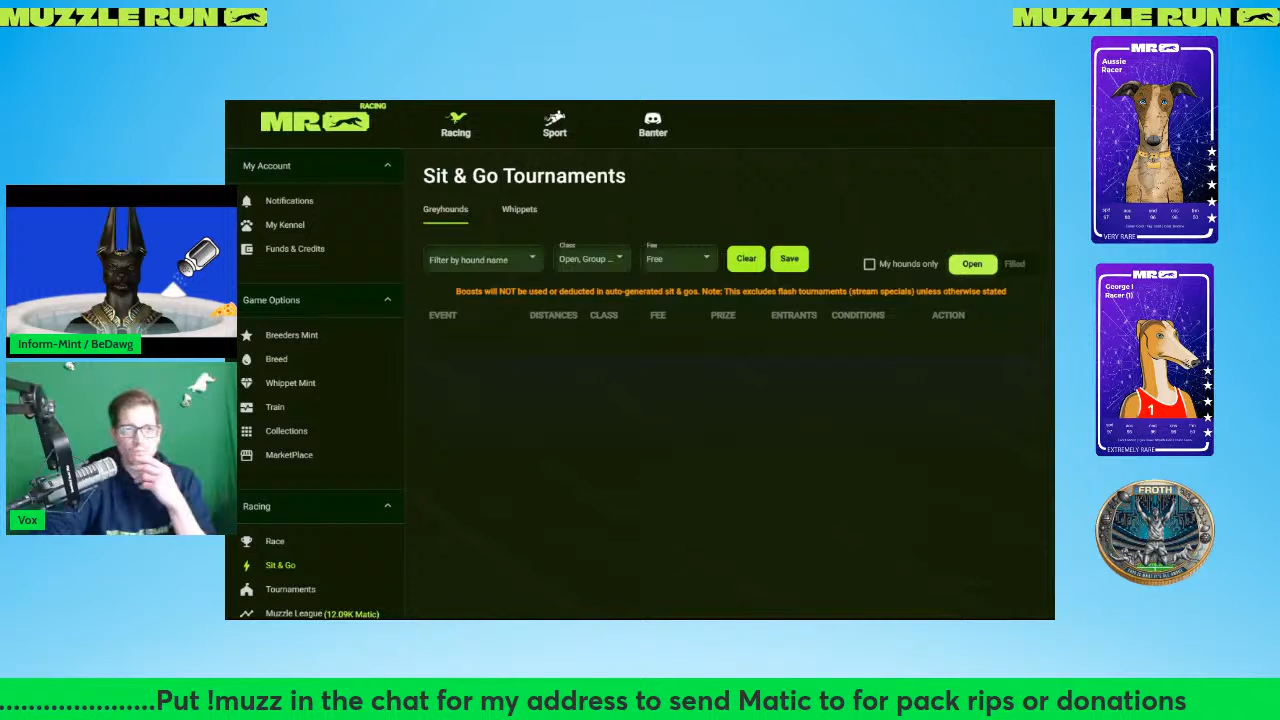 MUZZLE RUN
MUZZLE RUN
MR
Aussie
Racer
VERY RARE
MR
George I
Racer (1)
1
EXTREMELY RARE
FROTH
MR
RACING
Racing
Sport
Banter
My Account
Notifications
My Kennel
Funds & Credits
Game Options
Breeders Mint
Breed
Whippet Mint
Train
Collections
MarketPlace
Racing
Race
Sit & Go
Tournaments
Muzzle League (12.09K Matic)
Sit & Go Tournaments
Greyhounds
Whippets
Filter by hound name
Class
Open, Group ...
Fee
Free
Clear
Save
My hounds only
Open
Filled
Boosts will NOT be used or deducted in auto-generated sit & gos. Note: This excludes flash tournaments (stream specials) unless otherwise stated
EVENT DISTANCES CLASS FEE PRIZE ENTRANTS CONDITIONS ACTION
Inform-Mint / BeDawg
Vox
.....................Put !muzz in the chat for my address to send Matic to for pack rips or donations